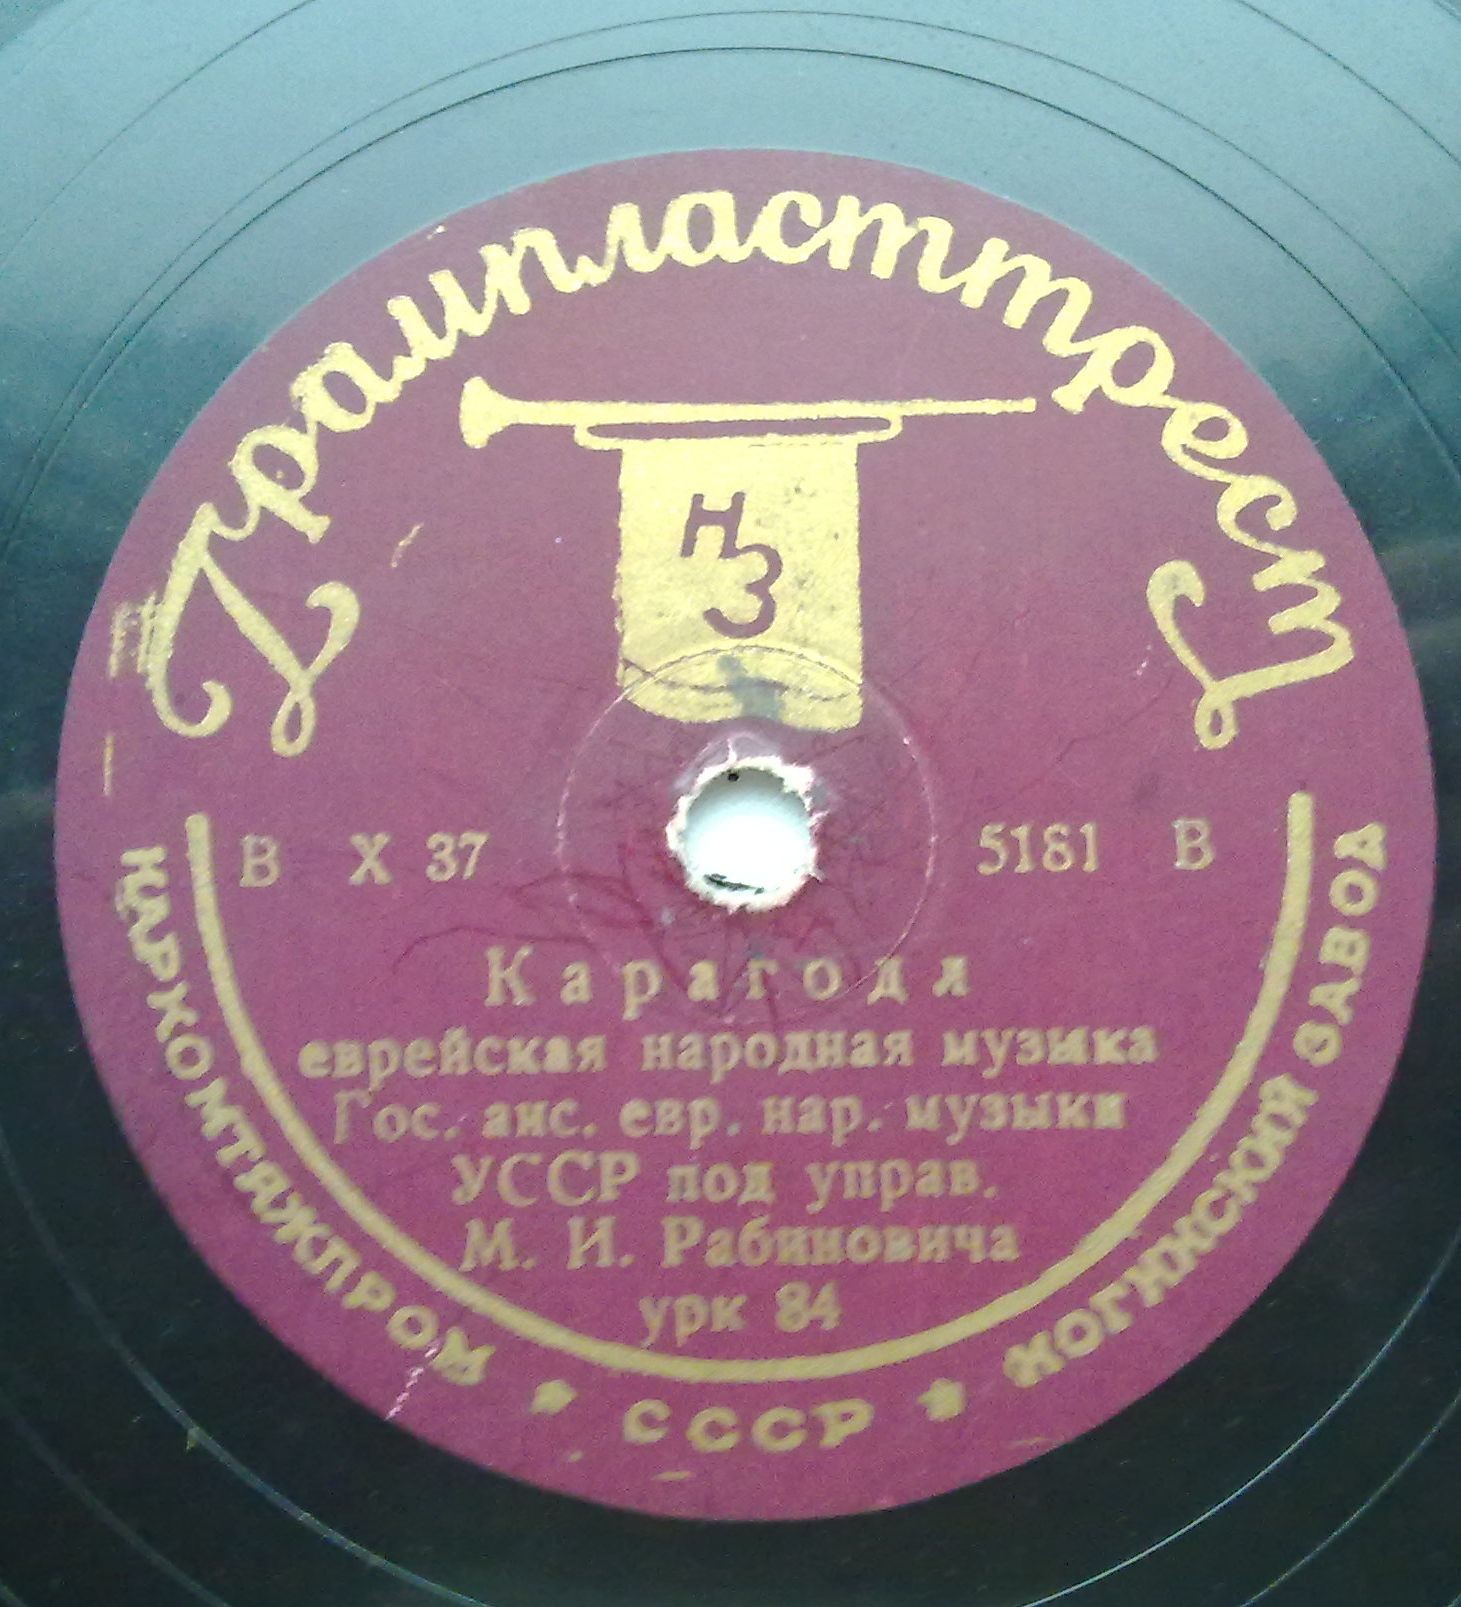 Грампласттрест
НЗ
В Х 37 5181 В
Карагода
еврейская народная музыка
Гос. анс. евр. нар. музыки
УССР под управ.
М. И. Рабиновича
урк 84
НАРКОМТЯЖПРОМ ★ СССР ★ НОГИНСКИЙ ЗАВОД